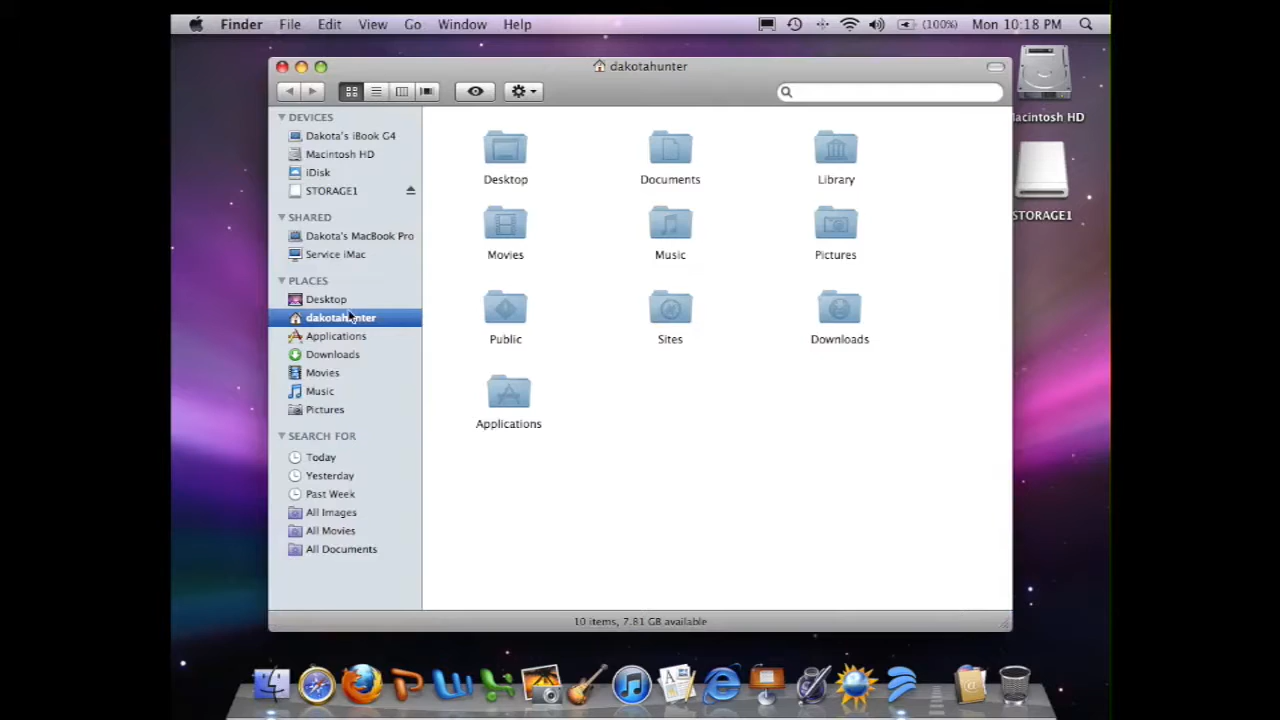 Finder File Edit View Go Window Help (100%) Mon 10:18 PM
dakotahunter
DEVICES
Dakota's iBook G4
Macintosh HD
iDisk
STORAGE1
SHARED
Dakota's MacBook Pro
Service iMac
PLACES
Desktop
dakotahunter
Applications
Downloads
Movies
Music
Pictures
SEARCH FOR
Today
Yesterday
Past Week
All Images
All Movies
All Documents
Desktop Documents Library
Movies Music Pictures
Public Sites Downloads
Applications
10 items, 7.81 GB available
acintosh HD
STORAGE1